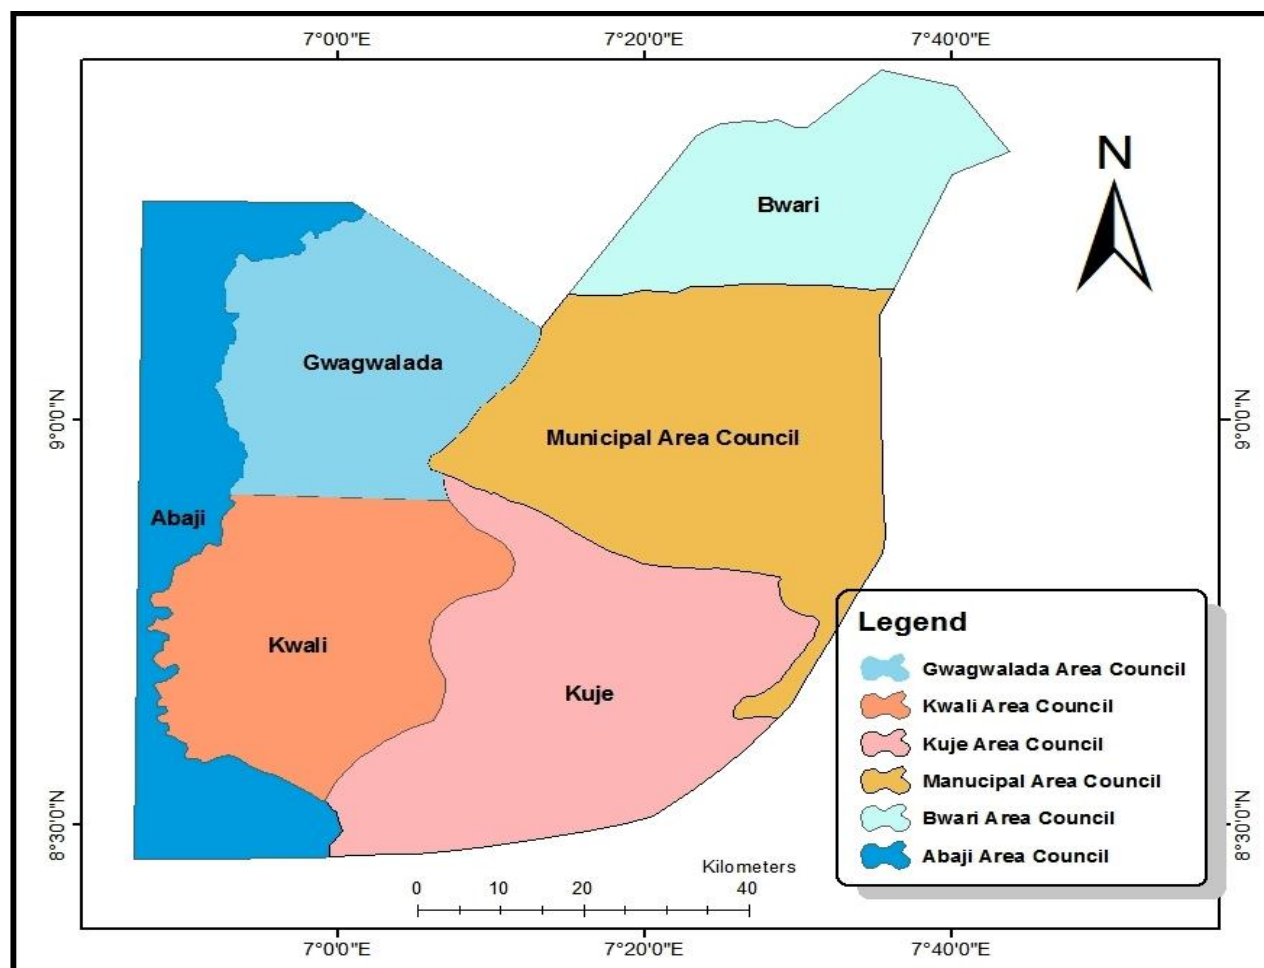 7°0'0"E 7°20'0"E 7°40'0"E
N
Bwari
Gwagwalada
9°0'0"N
9°0'0"N
Municipal Area Council
Abaji
Kwali
Kuje
Legend
Gwagwalada Area Council
Kwali Area Council
Kuje Area Council
Manucipal Area Council
Bwari Area Council
Abaji Area Council
8°30'0"N
8°30'0"N
Kilometers
0 10 20 40
7°0'0"E 7°20'0"E 7°40'0"E